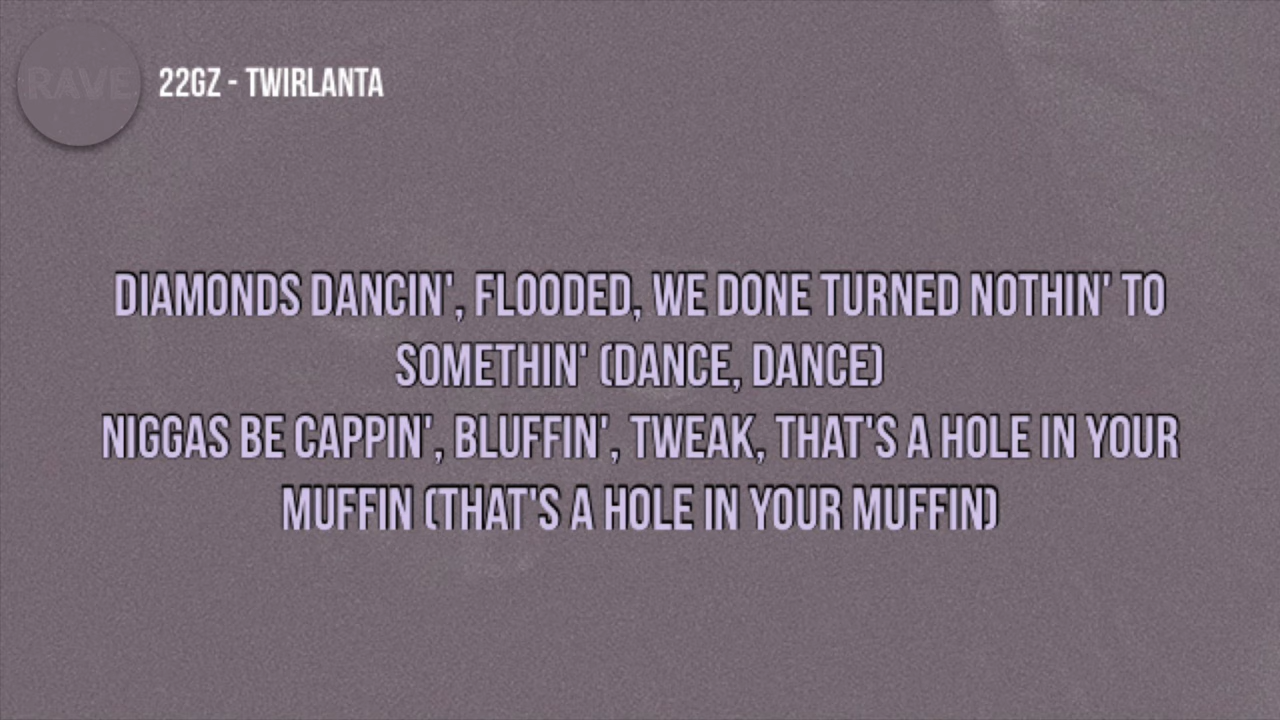 RAVE
22GZ - TWIRLANTA
DIAMONDS DANCIN', FLOODED, WE DONE TURNED NOTHIN' TO
SOMETHIN' (DANCE, DANCE)
NIGGAS BE CAPPIN', BLUFFIN', TWEAK, THAT'S A HOLE IN YOUR
MUFFIN (THAT'S A HOLE IN YOUR MUFFIN)